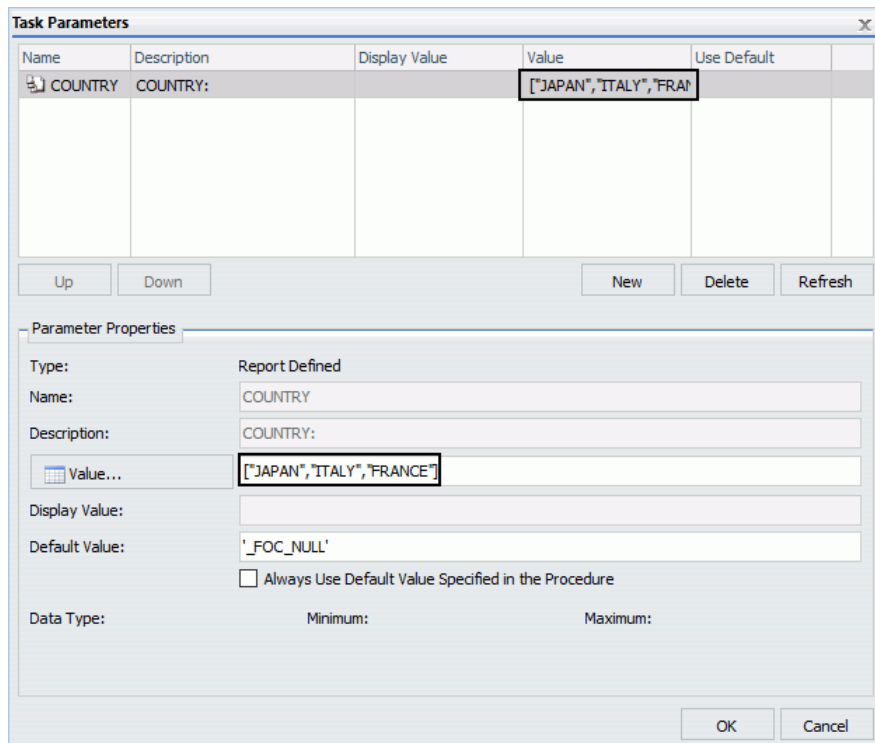 Task Parameters
Name Description Display Value Value Use Default
COUNTRY COUNTRY: ["JAPAN","ITALY","FRAN
Up Down New Delete Refresh
Parameter Properties
Type: Report Defined
Name: COUNTRY
Description: COUNTRY:
Value... ["JAPAN","ITALY","FRANCE"]
Display Value:
Default Value: '_FOC_NULL'
Always Use Default Value Specified in the Procedure
Data Type: Minimum: Maximum:
OK Cancel